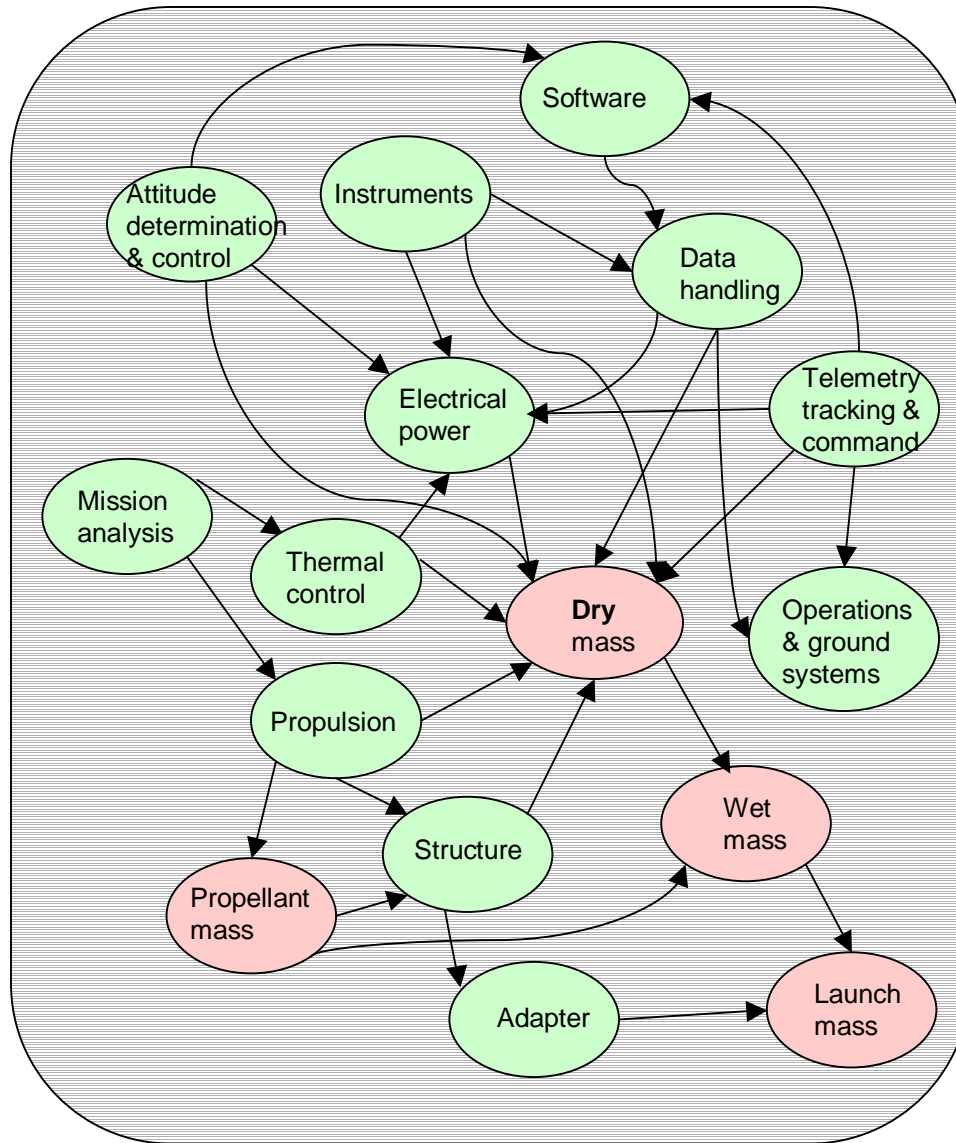 Software
Attitude
determination
& control
Instruments
Data
handling
Telemetry
tracking &
command
Electrical
power
Mission
analysis
Thermal
control
Dry
mass
Operations
& ground
systems
Propulsion
Wet
mass
Structure
Propellant
mass
Adapter
Launch
mass